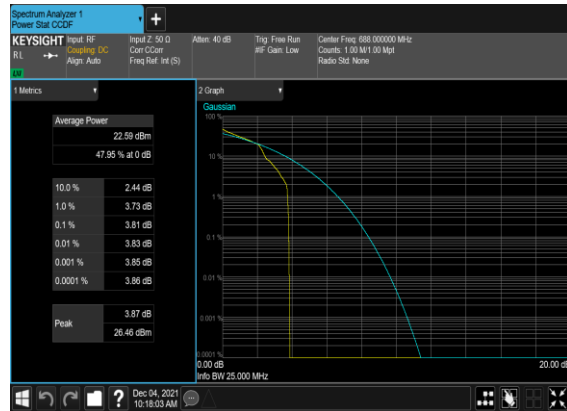 Spectrum Analyzer 1
Power Stat CCDF
KEYSIGHT
RL
LV
Input: RF
Coupling: DC
Align: Auto
Input Z: 50 Ω
Corr CCorr
Freq Ref: Int (S)
Atten: 40 dB
Trig: Free Run
#IF Gain: Low
Center Freq: 688.000000 MHz
Counts: 1.00 M/1.00 Mpt
Radio Std: None
1 Metrics
Average Power
22.59 dBm
47.95 % at 0 dB
10.0 % 2.44 dB
1.0 % 3.73 dB
0.1 % 3.81 dB
0.01 % 3.83 dB
0.001 % 3.85 dB
0.0001 % 3.86 dB
Peak 3.87 dB
26.46 dBm
2 Graph
Gaussian
100 %
10 %
1 %
0.1 %
0.01 %
0.001 %
0.0001 %
0.00 dB 20.00 dB
Info BW 25.000 MHz
? Dec 04, 2021
10:18:03 AM